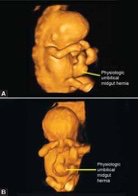 Physiologic
umbilical
midgut
hernia
A
Physiologic
umbilical
midgut
hernia
B